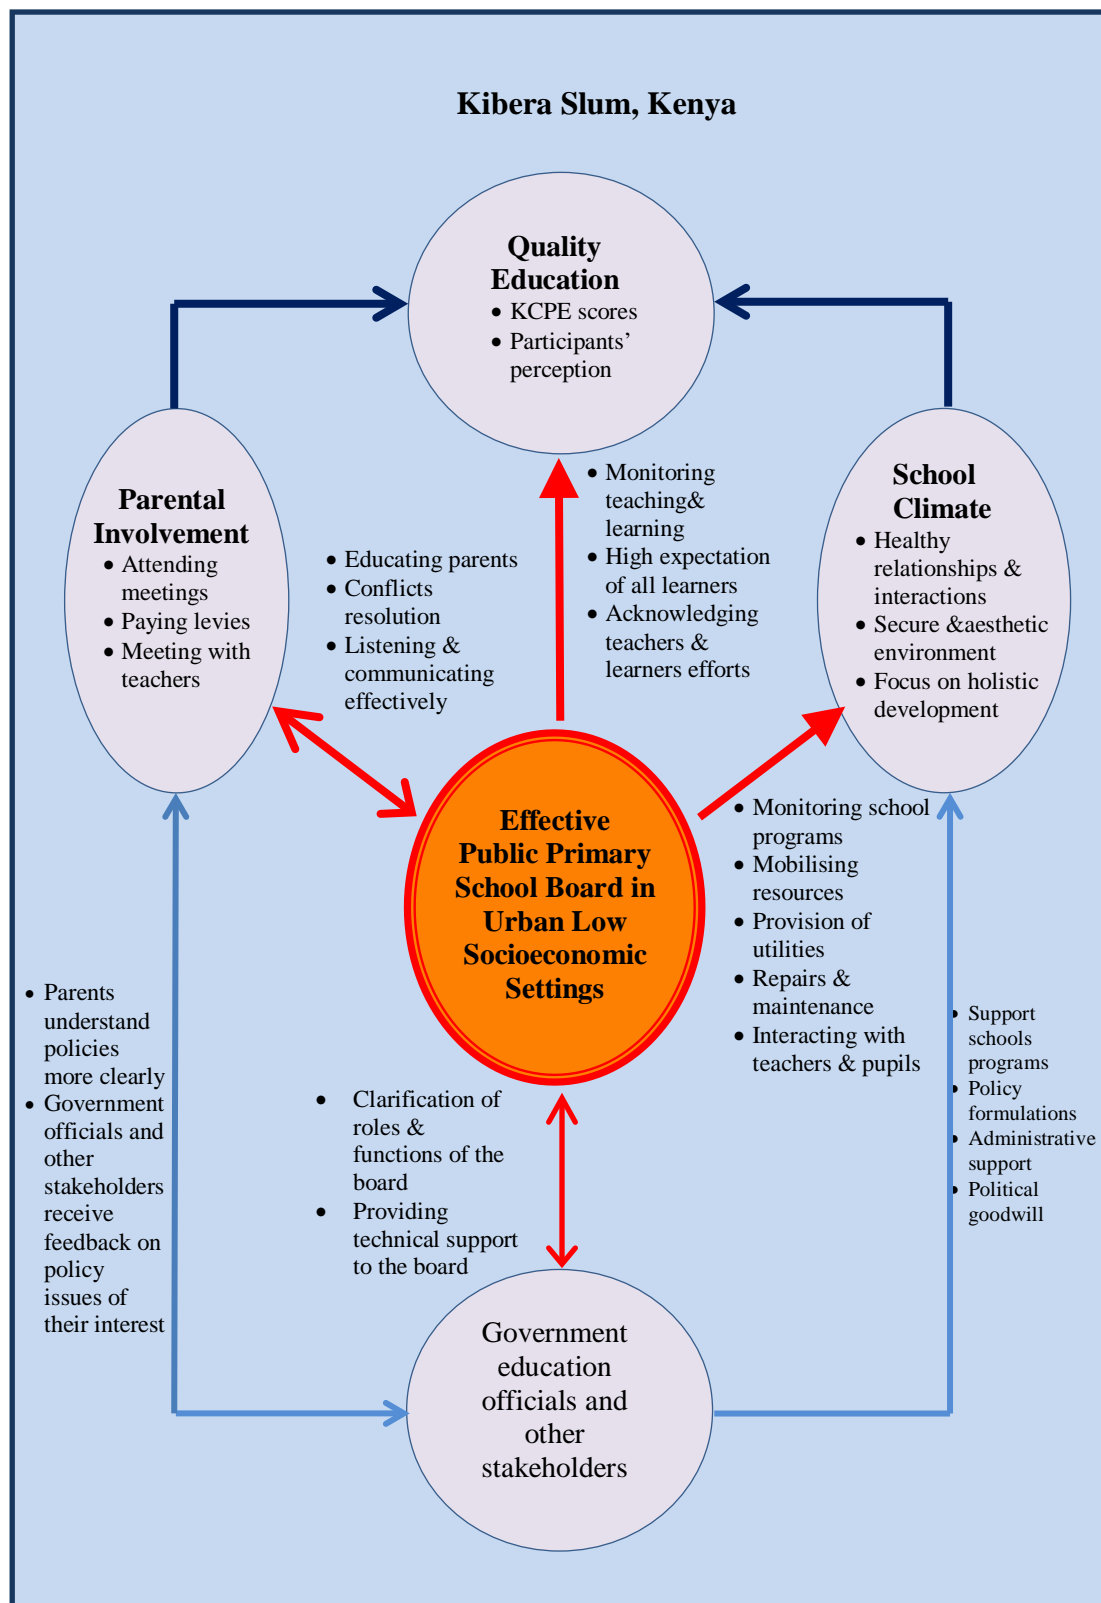 Kibera Slum, Kenya
Quality
Education
• KCPE scores
• Participants’
perception
Parental
Involvement
• Attending
meetings
• Paying levies
• Meeting with
teachers
• Educating parents
• Conflicts
resolution
• Listening &
communicating
effectively
• Monitoring
teaching&
learning
• High expectation
of all learners
• Acknowledging
teachers &
learners efforts
School
Climate
• Healthy
relationships &
interactions
• Secure &aesthetic
environment
• Focus on holistic
development
Effective
Public Primary
School Board in
Urban Low
Socioeconomic
Settings
• Monitoring school
programs
• Mobilising
resources
• Provision of
utilities
• Repairs &
maintenance
• Interacting with
teachers & pupils
• Parents
understand
policies
more clearly
• Government
officials and
other
stakeholders
receive
feedback on
policy
issues of
their interest
• Clarification of
roles &
functions of the
board
• Providing
technical support
to the board
• Support
schools
programs
• Policy
formulations
• Administrative
support
• Political
goodwill
Government
education
officials and
other
stakeholders